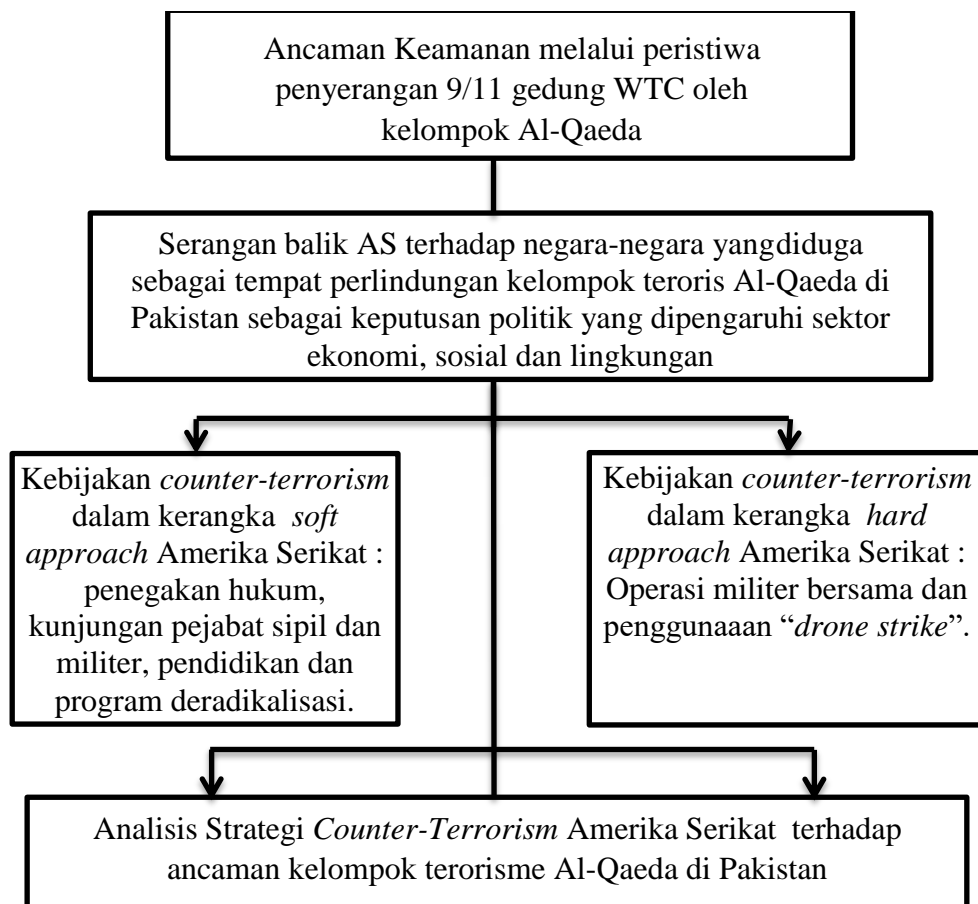 Ancaman Keamanan melalui peristiwa
penyerangan 9/11 gedung WTC oleh
kelompok Al-Qaeda
Serangan balik AS terhadap negara-negara yangdiduga
sebagai tempat perlindungan kelompok teroris Al-Qaeda di
Pakistan sebagai keputusan politik yang dipengaruhi sektor
ekonomi, sosial dan lingkungan
Kebijakan counter-terrorism
dalam kerangka soft
approach Amerika Serikat :
penegakan hukum,
kunjungan pejabat sipil dan
militer, pendidikan dan
program deradikalisasi.
Kebijakan counter-terrorism
dalam kerangka hard
approach Amerika Serikat :
Operasi militer bersama dan
penggunaaan “drone strike”.
Analisis Strategi Counter-Terrorism Amerika Serikat terhadap
ancaman kelompok terorisme Al-Qaeda di Pakistan